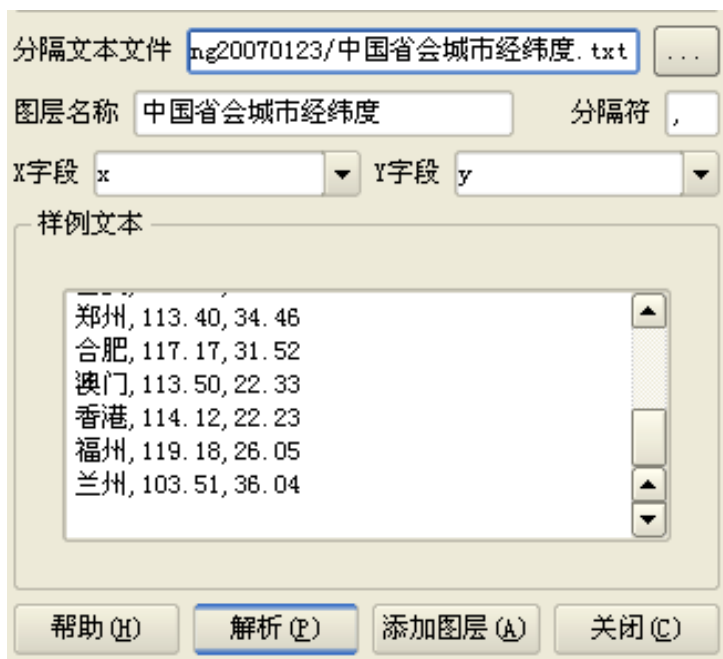 分隔文本文件 ng20070123/中国省会城市经纬度.txt ...
图层名称 中国省会城市经纬度 分隔符 ,
X字段 x Y字段 y
样例文本
郑州,113.40,34.46
合肥,117.17,31.52
澳门,113.50,22.33
香港,114.12,22.23
福州,119.18,26.05
兰州,103.51,36.04
帮助(H) 解析(P) 添加图层(A) 关闭(C)